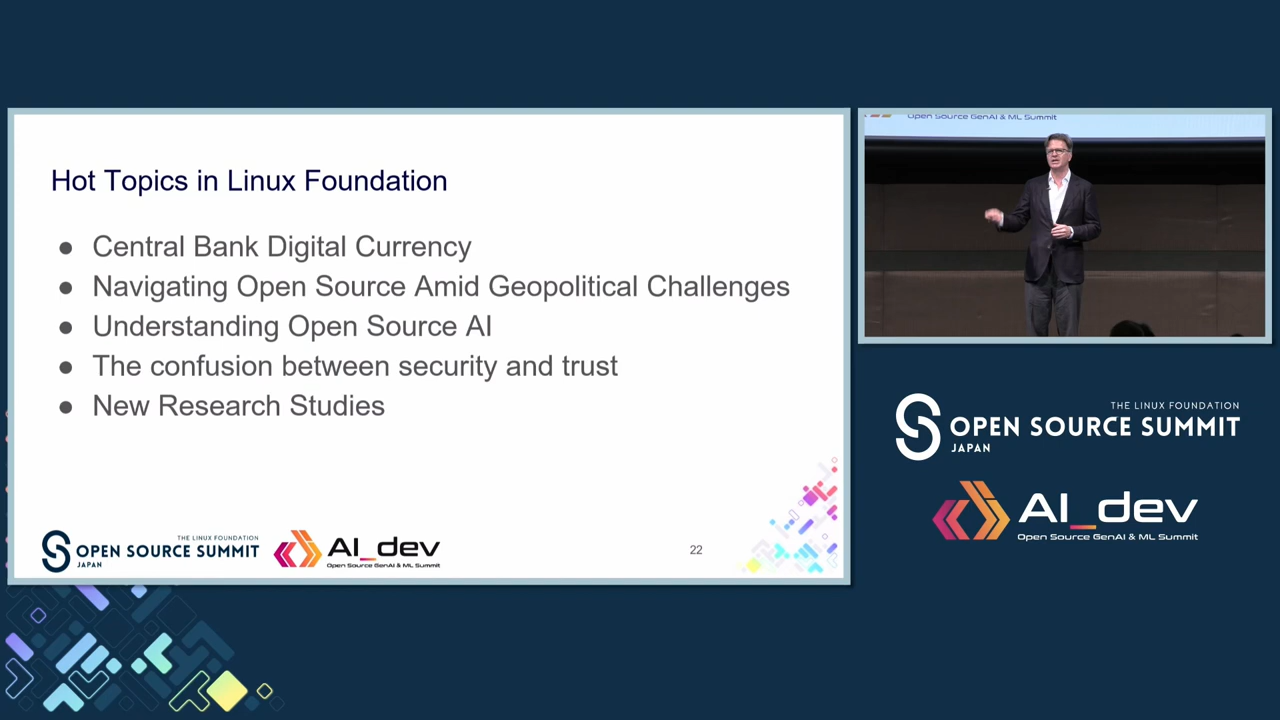 Hot Topics in Linux Foundation
● Central Bank Digital Currency
● Navigating Open Source Amid Geopolitical Challenges
● Understanding Open Source AI
● The confusion between security and trust
● New Research Studies
THE LINUX FOUNDATION
OPEN SOURCE SUMMIT
JAPAN
AI_dev
Open Source GenAI & ML Summit
22
Open Source GenAI & ML Summit
THE LINUX FOUNDATION
OPEN SOURCE SUMMIT
JAPAN
AI_dev
Open Source GenAI & ML Summit